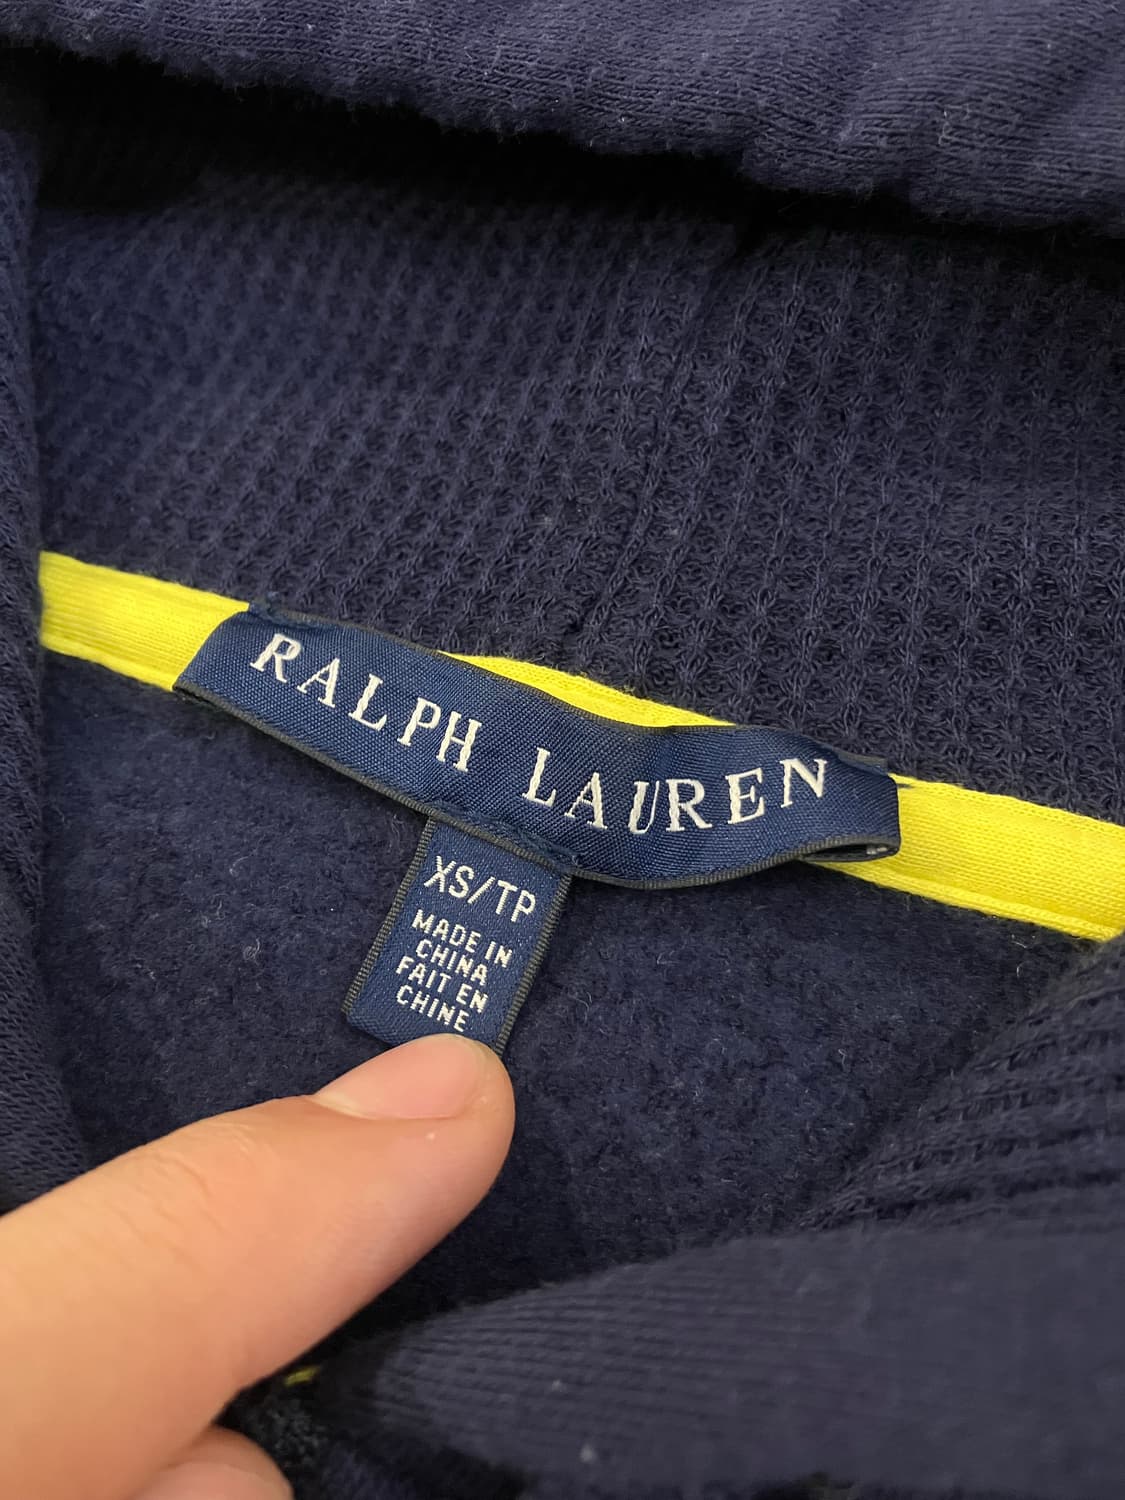 RALPH LAUREN
XS/TP
MADE IN
CHINA
FAIT EN
CHINE